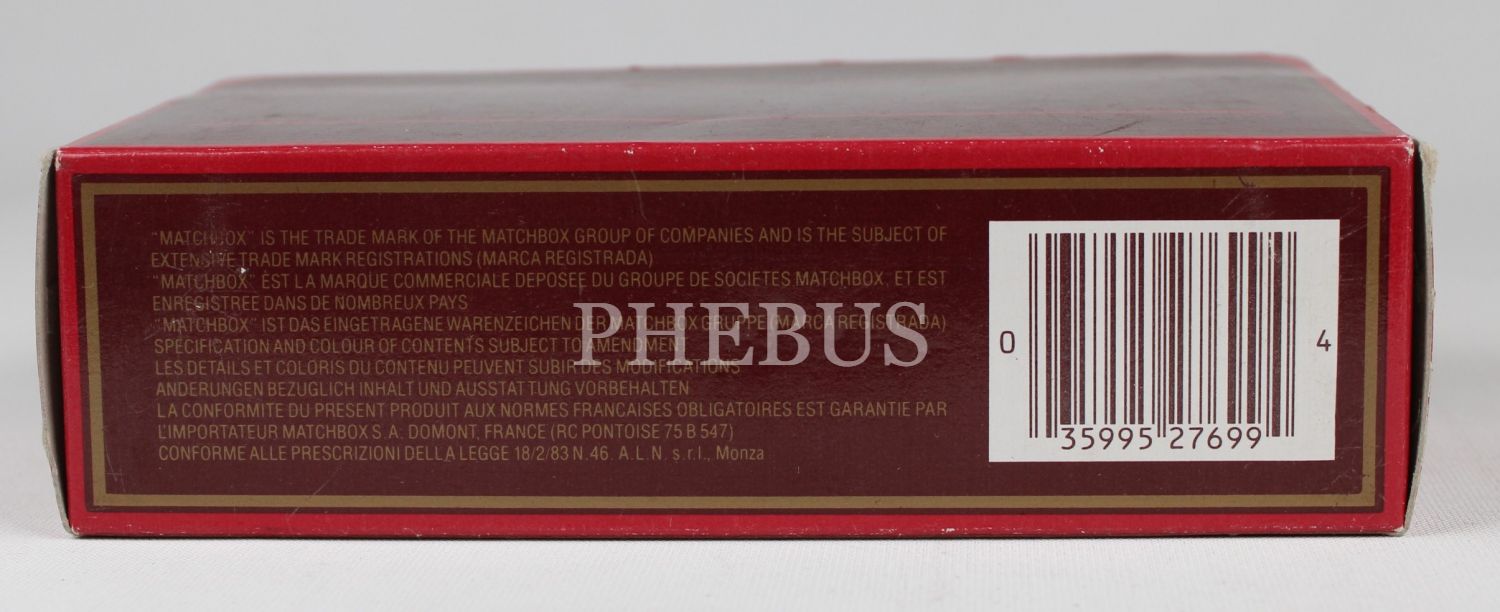 "MATCHBOX" IS THE TRADE MARK OF THE MATCHBOX GROUP OF COMPANIES AND IS THE SUBJECT OF
EXTENSIVE TRADE MARK REGISTRATIONS (MARCA REGISTRADA)
"MATCHBOX" EST LA MARQUE COMMERCIALE DEPOSEE DU GROUPE DE SOCIETES MATCHBOX, ET EST
ENREGISTREE DANS DE NOMBREUX PAYS
"MATCHBOX" IST DAS EINGETRAGENE WARENZEICHEN DER MATCHBOX GRUPPE (MARCA REGISTRADA)
SPECIFICATION AND COLOUR OF CONTENTS SUBJECT TO AMENDMENT
LES DETAILS ET COLORIS DU CONTENU PEUVENT SUBIR DES MODIFICATIONS
ANDERUNGEN BEZUGLICH INHALT UND AUSSTATTUNG VORBEHALTEN
LA CONFORMITE DU PRESENT PRODUIT AUX NORMES FRANCAISES OBLIGATOIRES EST GARANTIE PAR
L'IMPORTATEUR MATCHBOX S.A. DOMONT, FRANCE (RC PONTOISE 75 B 547)
CONFORME ALLE PRESCRIZIONI DELLA LEGGE 18/2/83 N. 46. A.L.N. s.r.l., Monza
PHEBUS
0 35995 27699 4